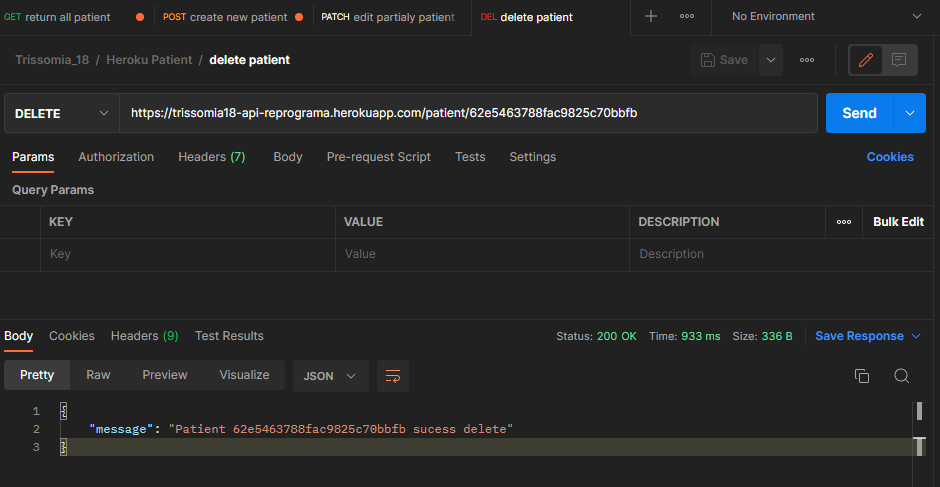 GET return all patient POST create new patient PATCH edit partialy patient DEL delete patient + ooo No Environment
Trissomia_18 / Heroku Patient / delete patient Save ooo
DELETE https://trissomia18-api-reprograma.herokuapp.com/patient/62e5463788fac9825c70bbfb Send
Params Authorization Headers (7) Body Pre-request Script Tests Settings Cookies
Query Params
KEY VALUE DESCRIPTION ooo Bulk Edit
Key Value Description
Body Cookies Headers (9) Test Results Status: 200 OK Time: 933 ms Size: 336 B Save Response
Pretty Raw Preview Visualize JSON
1 {
2 "message": "Patient 62e5463788fac9825c70bbfb sucess delete"
3 }